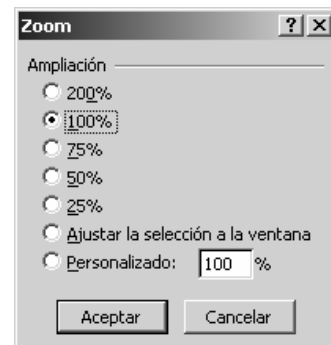 Zoom
Ampliación
200%
100%
75%
50%
25%
Ajustar la selección a la ventana
Personalizado: 100 %
Aceptar Cancelar